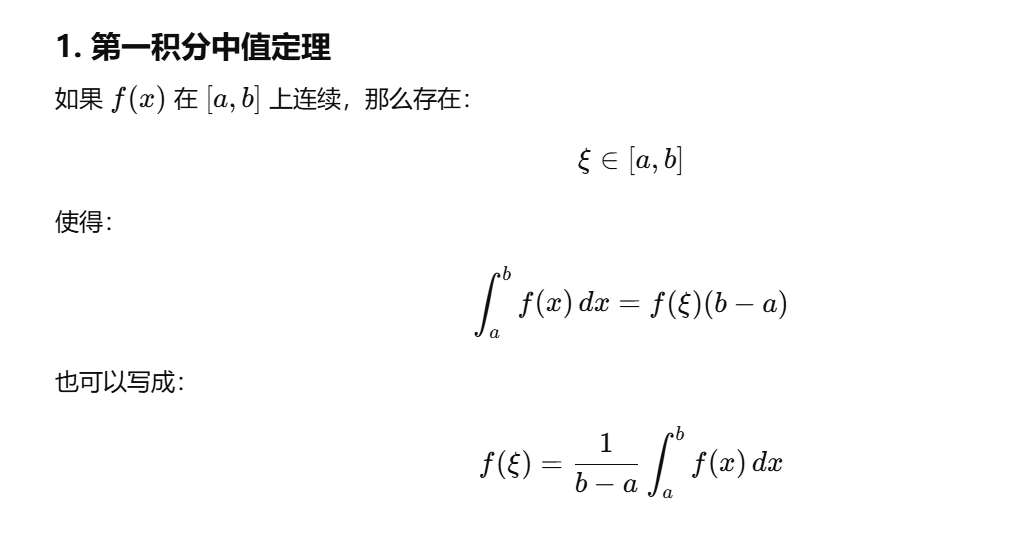 1. 第一积分中值定理
如果 f(x) 在 [a, b] 上连续，那么存在：
ξ ∈ [a, b]
使得：
∫_a^b f(x) dx = f(ξ)(b − a)
也可以写成：
f(ξ) = \frac{1}{b − a} ∫_a^b f(x) dx